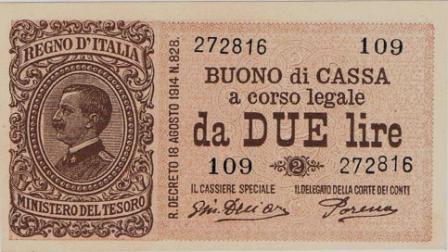 REGNO D'ITALIA
MINISTERO DEL TESORO
R. DECRETO 18 AGOSTO 1914 N. 828.
272816 109
BUONO di CASSA
a corso legale
da DUE lire
109 2 272816
IL CASSIERE SPECIALE IL DELEGATO DELLA CORTE DEI CONTI
Porena